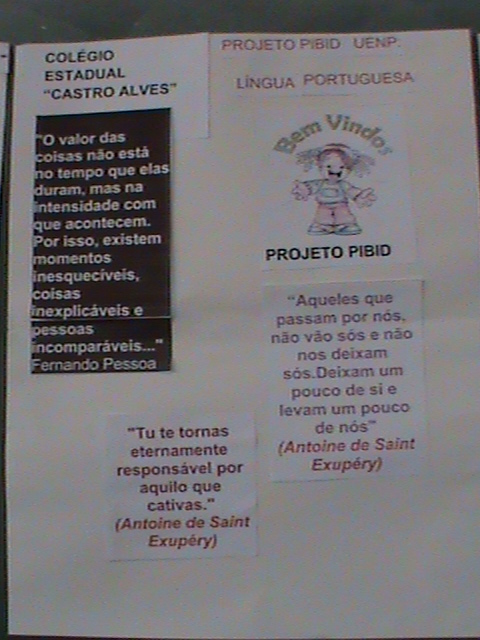 COLÉGIO
ESTADUAL
"CASTRO ALVES"
PROJETO PIBID UENP.
LÍNGUA PORTUGUESA
"O valor das
coisas não está
no tempo que elas
duram, mas na
intensidade com
que acontecem.
Por isso, existem
momentos
inesquecíveis,
coisas
inexplicáveis e
pessoas
incomparáveis..."
Fernando Pessoa
Bem Vindos
PROJETO PIBID
"Aqueles que
passam por nós,
não vão sós e não
nos deixam
sós.Deixam um
pouco de si e
levam um pouco
de nós"
(Antoine de Saint
Exupéry)
"Tu te tornas
eternamente
responsável por
aquilo que
cativas."
(Antoine de Saint
Exupéry)